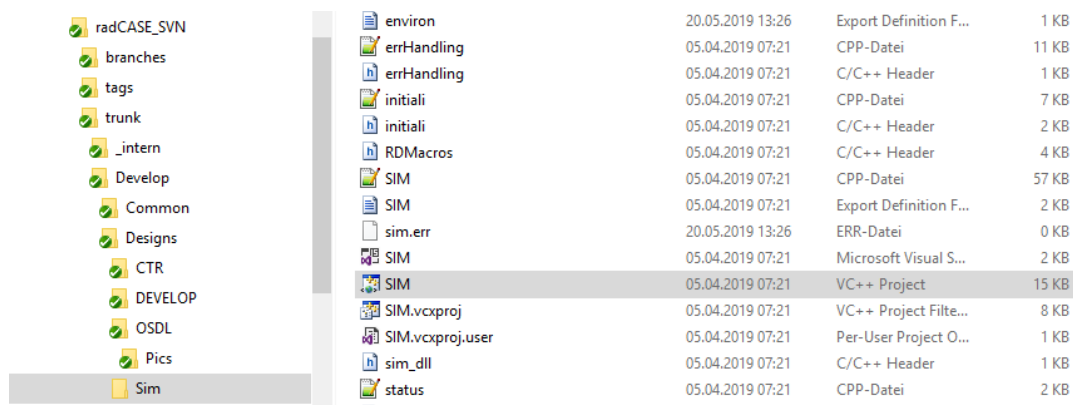 radCASE_SVN
branches
tags
trunk
_intern
Develop
Common
Designs
CTR
DEVELOP
OSDL
Pics
Sim
environ 20.05.2019 13:26 Export Definition F... 1 KB
errHandling 05.04.2019 07:21 CPP-Datei 11 KB
errHandling 05.04.2019 07:21 C/C++ Header 1 KB
initiali 05.04.2019 07:21 CPP-Datei 7 KB
initiali 05.04.2019 07:21 C/C++ Header 2 KB
RDMacros 05.04.2019 07:21 C/C++ Header 4 KB
SIM 05.04.2019 07:21 CPP-Datei 57 KB
SIM 05.04.2019 07:21 Export Definition F... 2 KB
sim.err 20.05.2019 13:26 ERR-Datei 0 KB
SIM 05.04.2019 07:21 Microsoft Visual S... 2 KB
SIM 05.04.2019 07:21 VC++ Project 15 KB
SIM.vcxproj 05.04.2019 07:21 VC++ Project Filte... 8 KB
SIM.vcxproj.user 05.04.2019 07:21 Per-User Project O... 1 KB
sim_dll 05.04.2019 07:21 C/C++ Header 1 KB
status 05.04.2019 07:21 CPP-Datei 2 KB